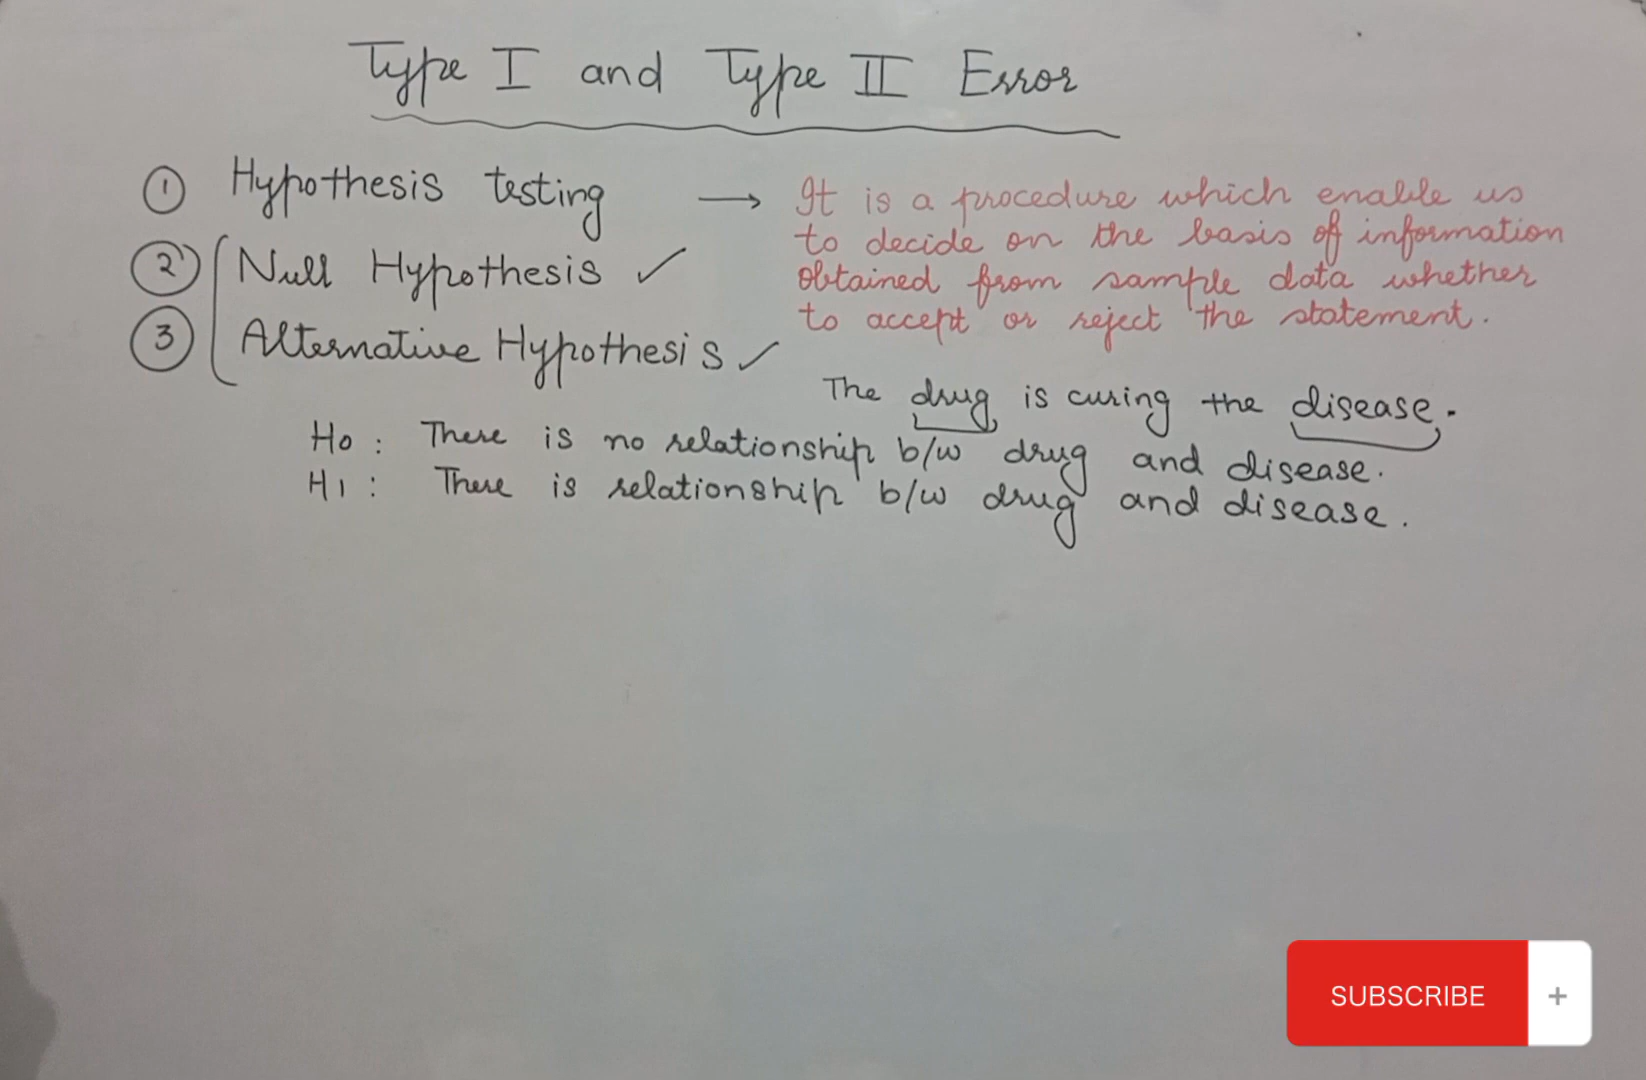 Type I and Type II Error
① Hypothesis testing → It is a procedure which enable us
to decide on the basis of information
obtained from sample data whether
to accept or reject the statement.
② Null Hypothesis ✓
③ Alternative Hypothesis ✓
The drug is curing the disease.
H0 : There is no relationship b/w drug and disease.
H1 : There is relationship b/w drug and disease.
SUBSCRIBE +